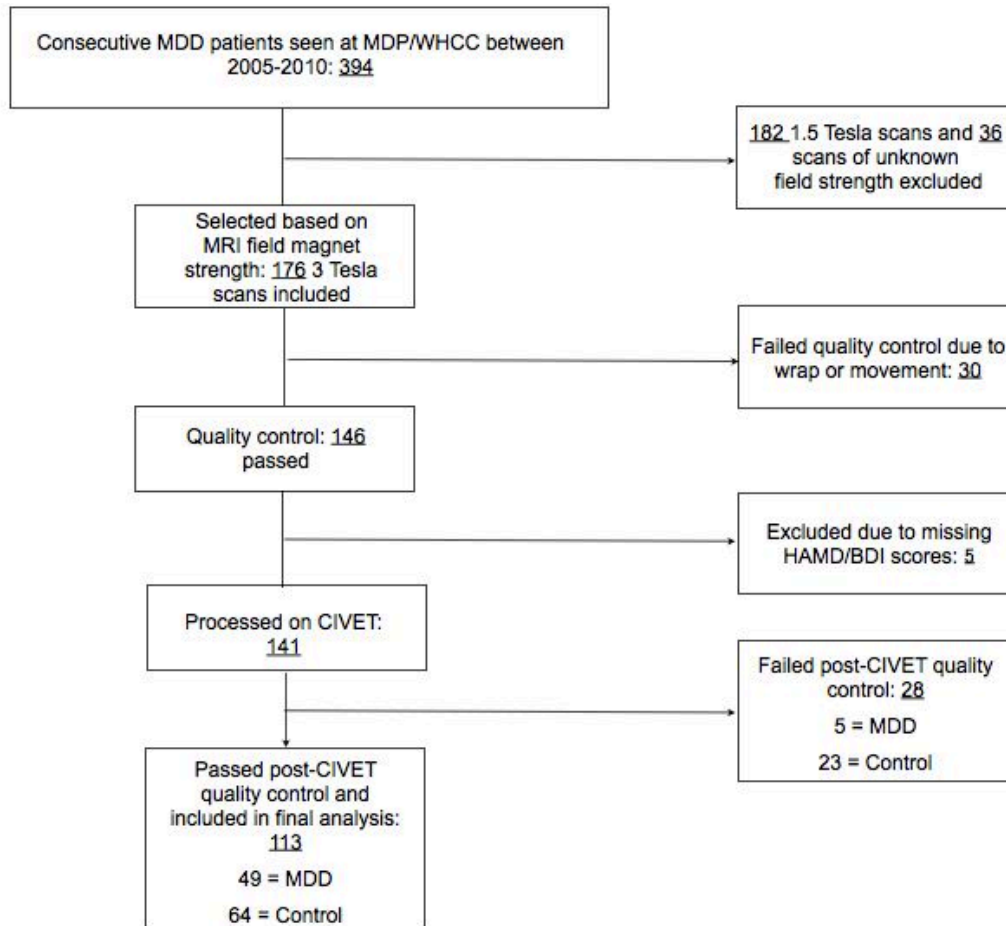 Consecutive MDD patients seen at MDP/WHCC between
2005-2010: 394
182 1.5 Tesla scans and 36
scans of unknown
field strength excluded
Selected based on
MRI field magnet
strength: 176 3 Tesla
scans included
Failed quality control due to
wrap or movement: 30
Quality control: 146
passed
Excluded due to missing
HAMD/BDI scores: 5
Processed on CIVET:
141
Failed post-CIVET quality
control: 28
5 = MDD
23 = Control
Passed post-CIVET
quality control and
included in final analysis:
113
49 = MDD
64 = Control